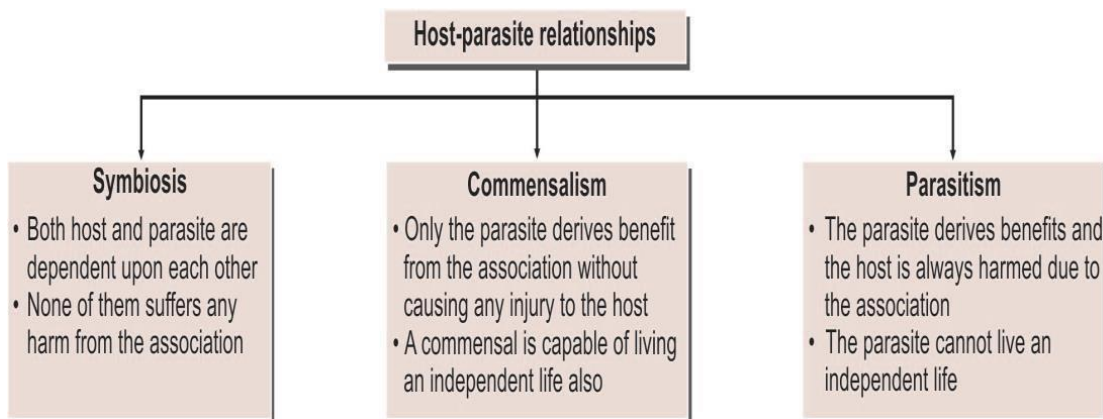 Host-parasite relationships
Symbiosis
• Both host and parasite are
dependent upon each other
• None of them suffers any
harm from the association
Commensalism
• Only the parasite derives benefit
from the association without
causing any injury to the host
• A commensal is capable of living
an independent life also
Parasitism
• The parasite derives benefits and
the host is always harmed due to
the association
• The parasite cannot live an
independent life